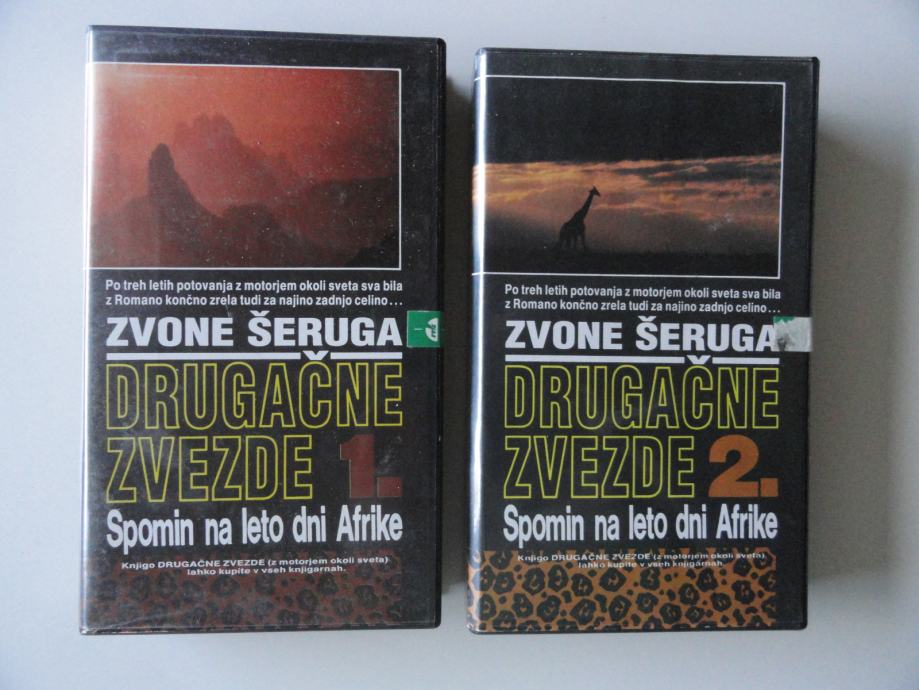 Po treh letih potovanja z motorjem okoli sveta sva bila
z Romano končno zrela tudi za najino zadnjo celino...
ZVONE ŠERUGA
DRUGAČNE
ZVEZDE 1.
Spomin na leto dni Afrike
Knjigo DRUGAČNE ZVEZDE (z motorjem okoli sveta)
lahko kupite v vseh knjigarnah.
Po treh letih potovanja z motorjem okoli sveta sva bila
z Romano končno zrela tudi za najino zadnjo celino...
ZVONE ŠERUGA
DRUGAČNE
ZVEZDE 2.
Spomin na leto dni Afrike
Knjigo DRUGAČNE ZVEZDE (z motorjem okoli sveta)
lahko kupite v vseh knjigarnah.